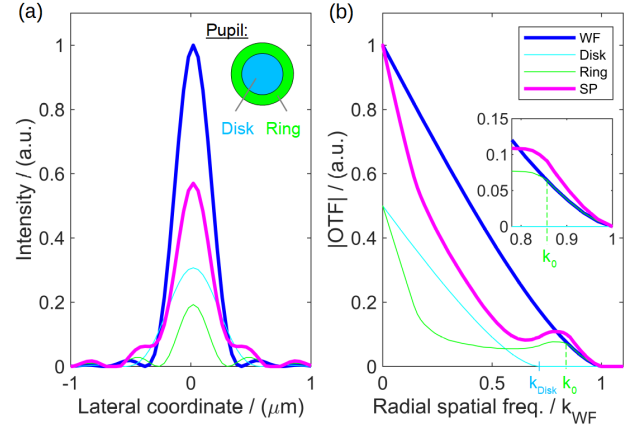 (a)
Pupil:
Disk Ring
Intensity / (a.u.)
1
0.8
0.6
0.4
0.2
0
-1 -0.5 0 0.5 1
Lateral coordinate / (μm)
(b)
WF
Disk
Ring
SP
|OTF| / (a.u.)
1
0.8
0.6
0.4
0.2
0
0.1
0.05
0
0.8 0.9 1
k0
0 0.5 1
kDisk k0
Radial spatial freq. / kWF